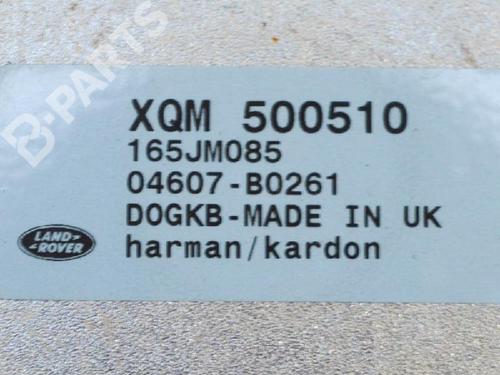 B-PARTS
XQM 500510
165JM085
04607-B0261
DOGKB-MADE IN UK
LAND-
-ROVER
harman/kardon